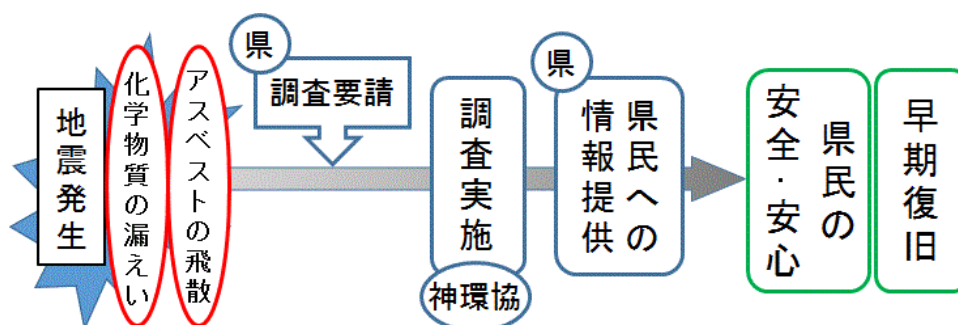 地震発生
化学物質の漏えい
アスベストの飛散
県
調査要請
調査実施
神環協
県
県民への
情報提供
県民の
安全・安心
早期復旧